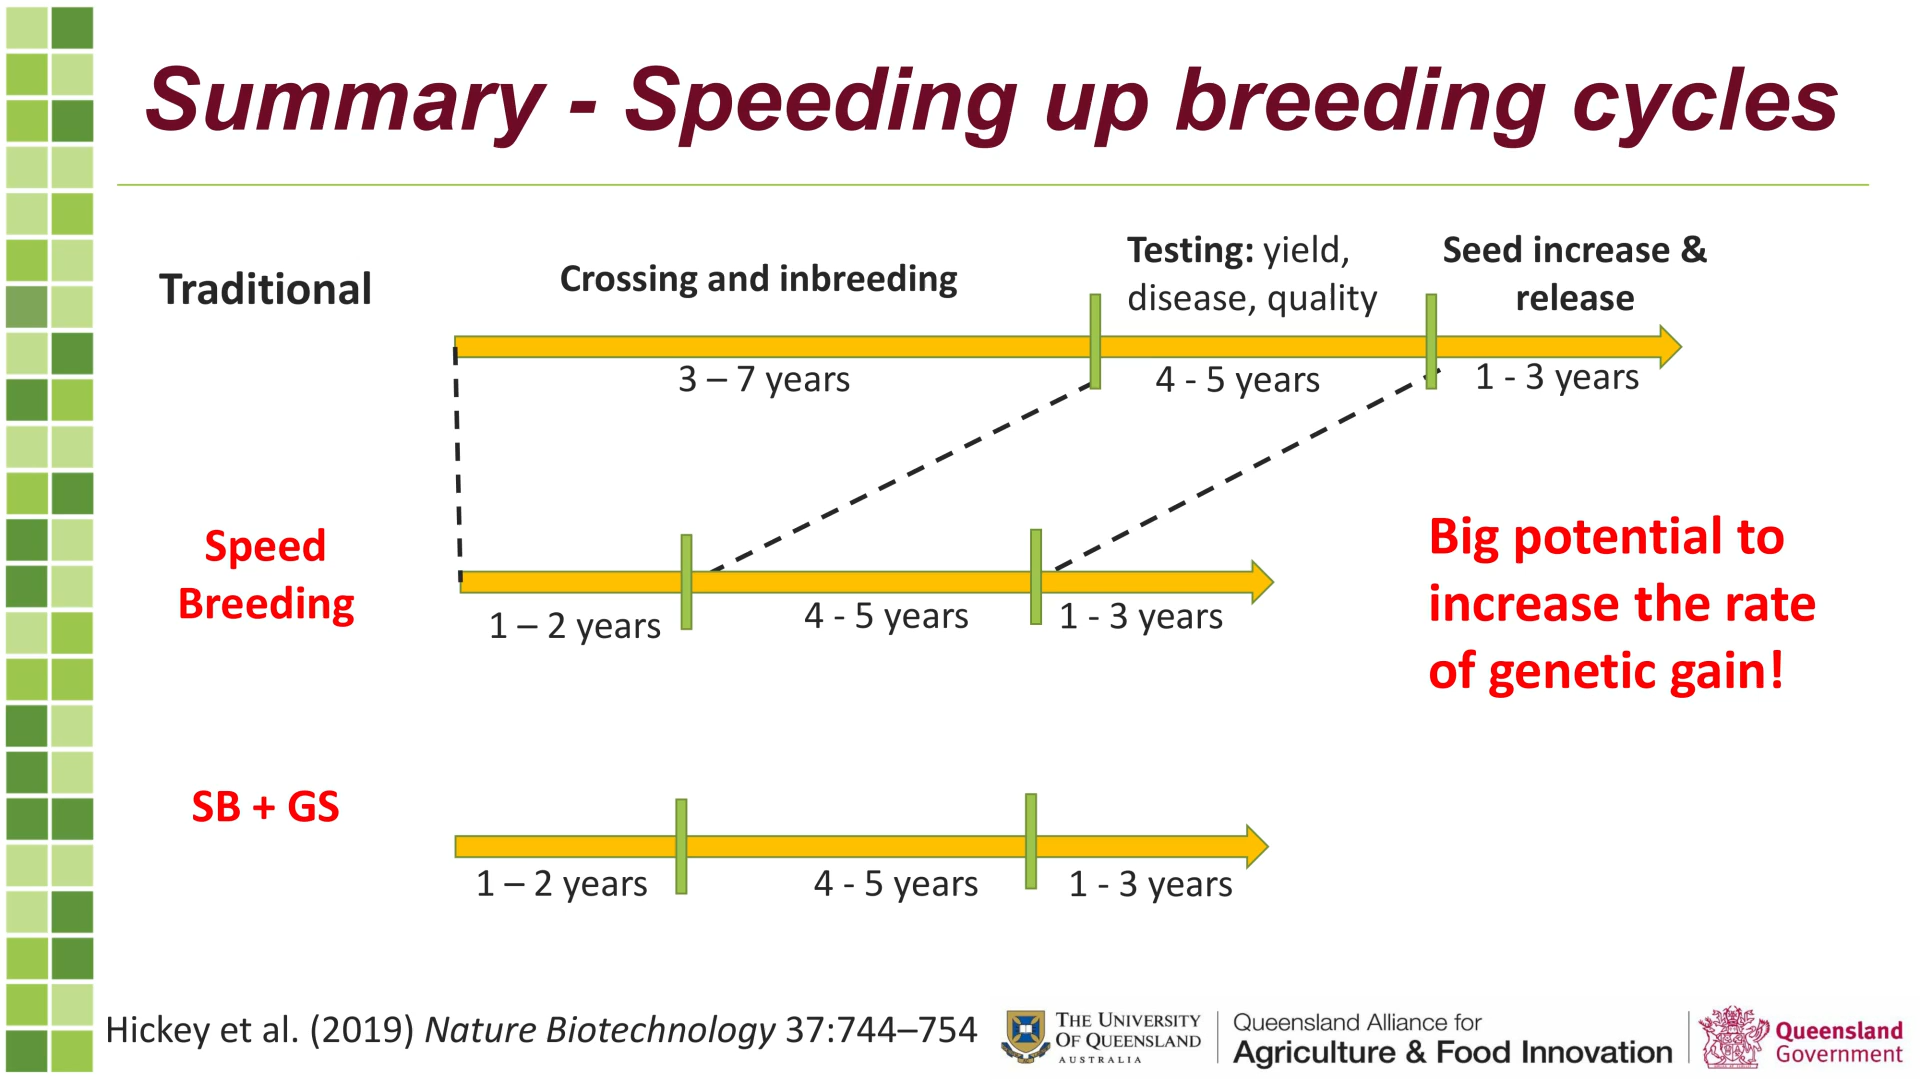 Summary - Speeding up breeding cycles
Traditional
Crossing and inbreeding
Testing: yield,
disease, quality
Seed increase &
release
3 – 7 years
4 - 5 years
1 - 3 years
Speed
Breeding
1 – 2 years
4 - 5 years
1 - 3 years
Big potential to
increase the rate
of genetic gain!
SB + GS
1 – 2 years
4 - 5 years
1 - 3 years
Hickey et al. (2019) Nature Biotechnology 37:744–754
THE UNIVERSITY
OF QUEENSLAND
AUSTRALIA
Queensland Alliance for
Agriculture & Food Innovation
Queensland
Government